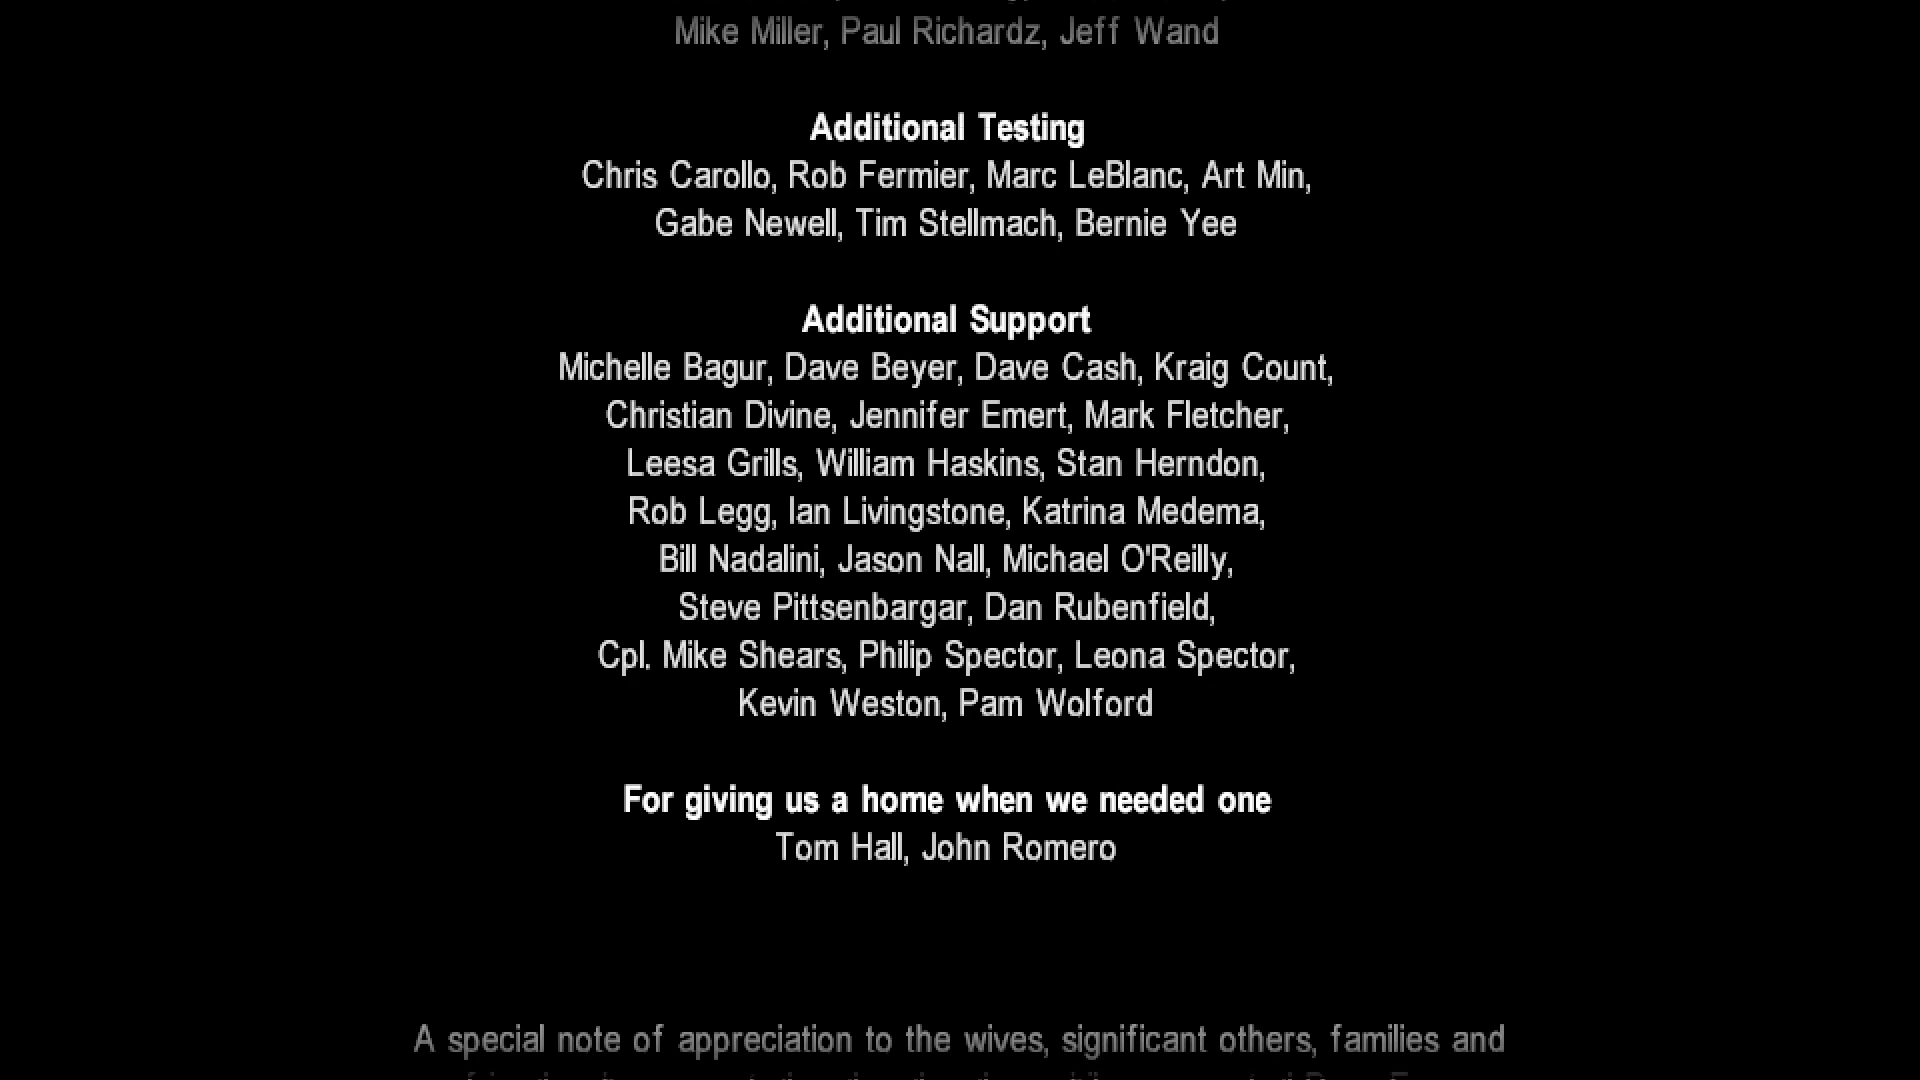 Mike Miller, Paul Richardz, Jeff Wand
Additional Testing
Chris Carollo, Rob Fermier, Marc LeBlanc, Art Min,
Gabe Newell, Tim Stellmach, Bernie Yee
Additional Support
Michelle Bagur, Dave Beyer, Dave Cash, Kraig Count,
Christian Divine, Jennifer Emert, Mark Fletcher,
Leesa Grills, William Haskins, Stan Herndon,
Rob Legg, Ian Livingstone, Katrina Medema,
Bill Nadalini, Jason Nall, Michael O'Reilly,
Steve Pittsenbargar, Dan Rubenfield,
Cpl. Mike Shears, Philip Spector, Leona Spector,
Kevin Weston, Pam Wolford
For giving us a home when we needed one
Tom Hall, John Romero
A special note of appreciation to the wives, significant others, families and